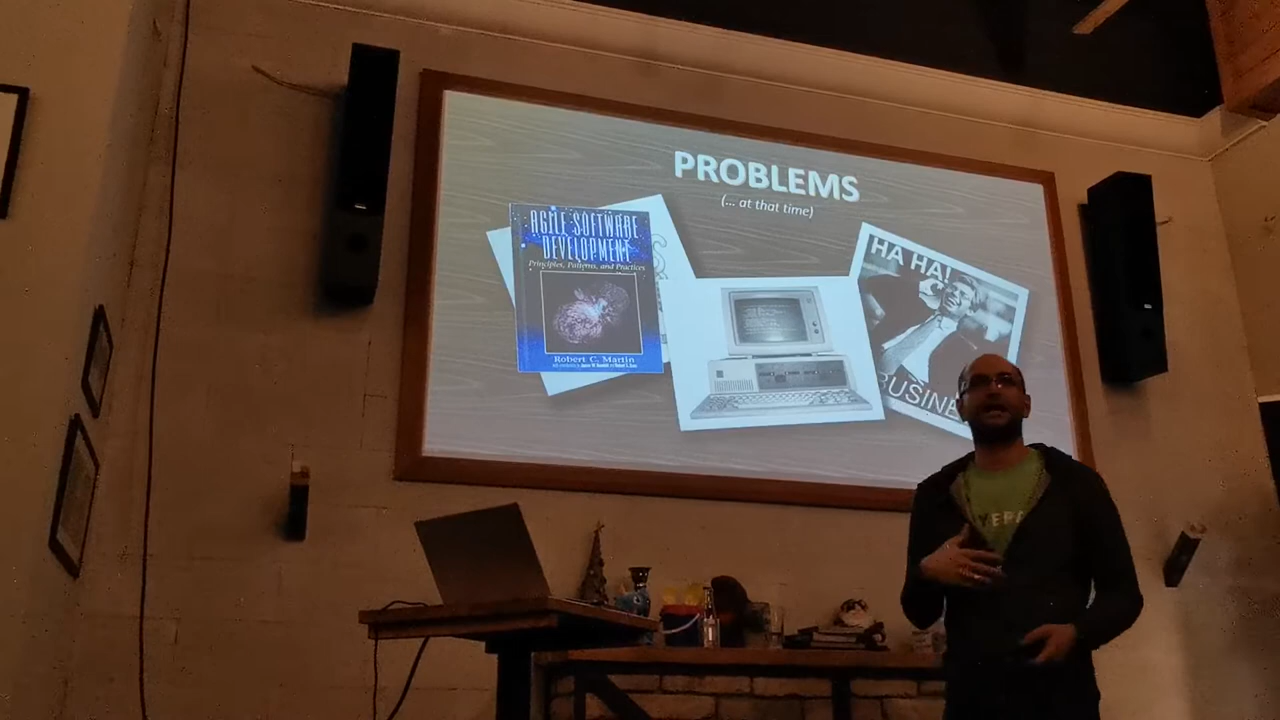 PROBLEMS
(... at that time)
AGILE SOFTWARE
DEVELOPMENT
Principles, Patterns, and Practices
Robert C. Martin
HA HA!
BUSINE